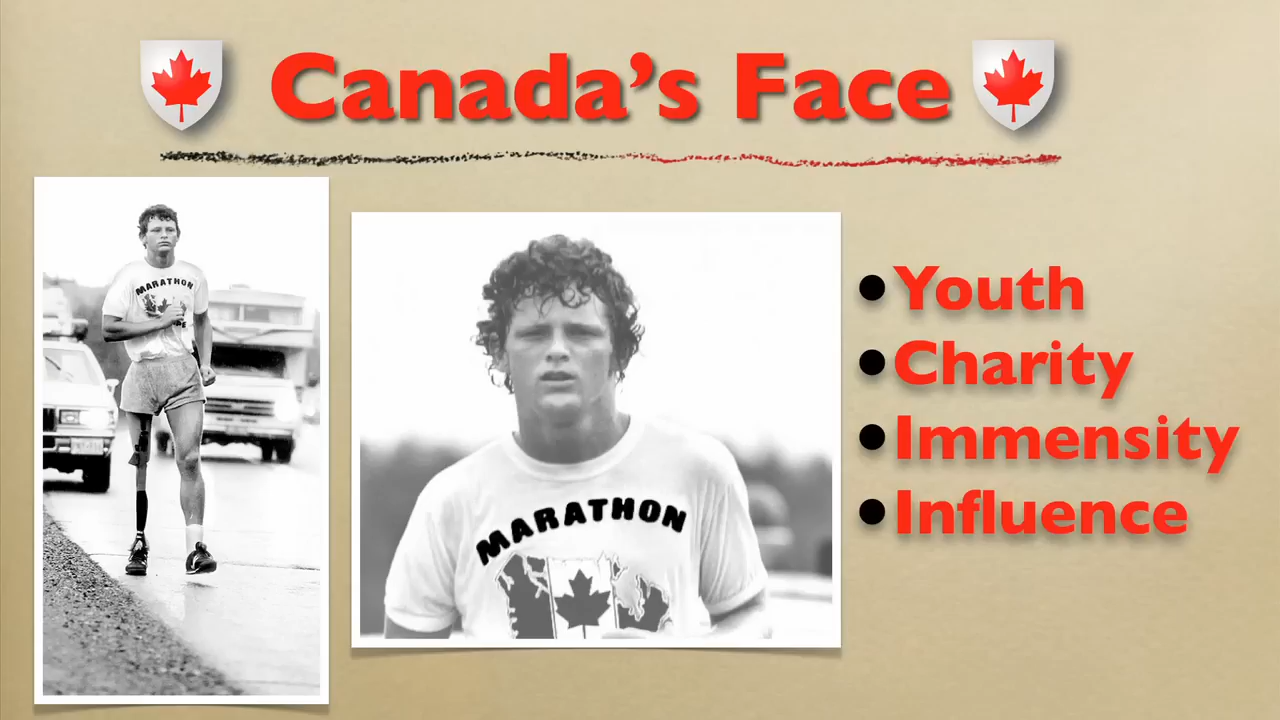 Canada’s Face
MARATHON
MARATHON
• Youth
• Charity
• Immensity
• Influence